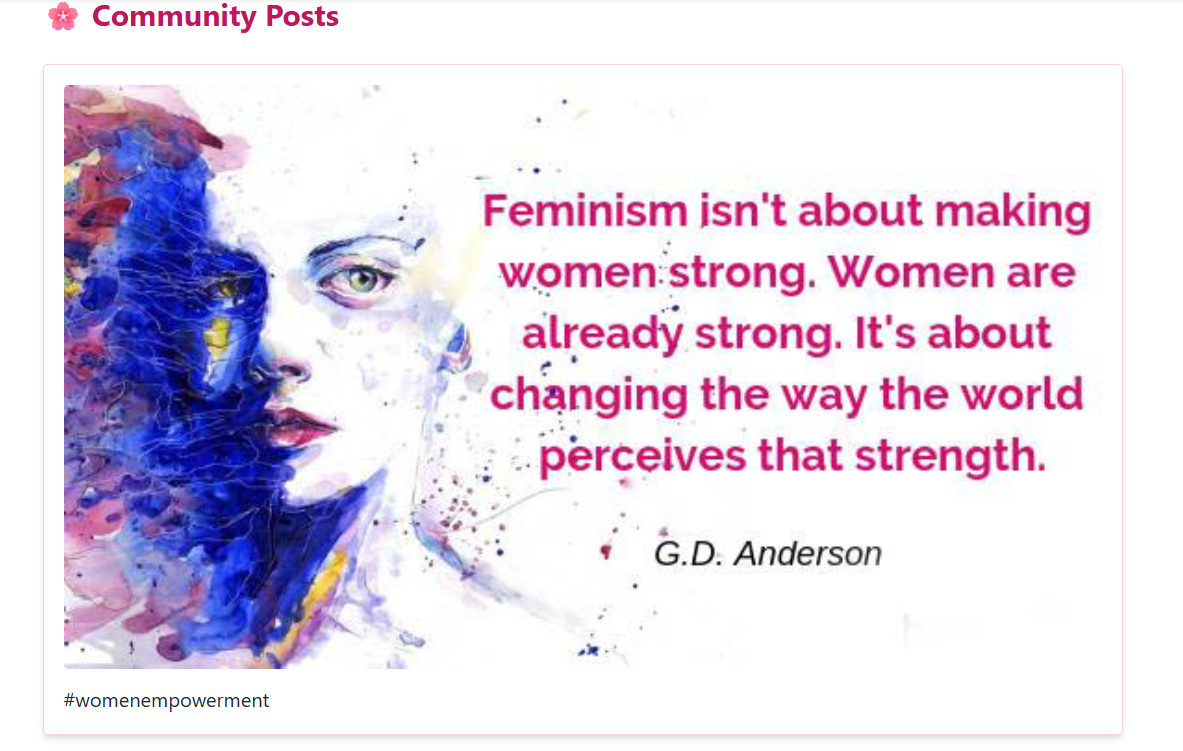 Community Posts
Feminism isn't about making
women strong. Women are
already strong. It's about
changing the way the world
perceives that strength.
G.D. Anderson
#womenempowerment